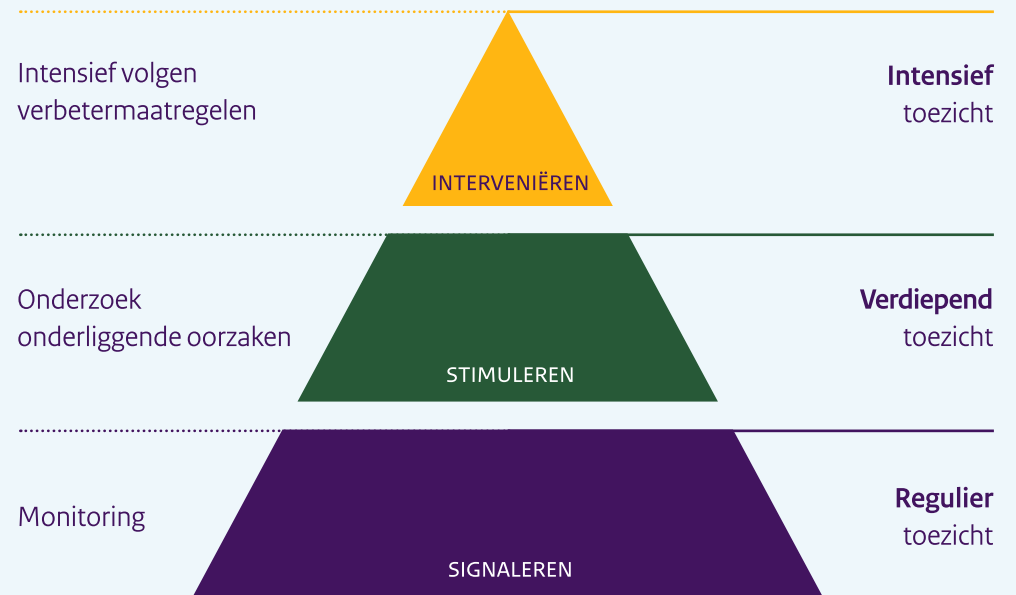 Intensief volgen
verbetermaatregelen
INTERVENIËREN
Intensief
toezicht
Onderzoek
onderliggende oorzaken
STIMULEREN
Verdiepend
toezicht
Monitoring
SIGNALEREN
Regulier
toezicht